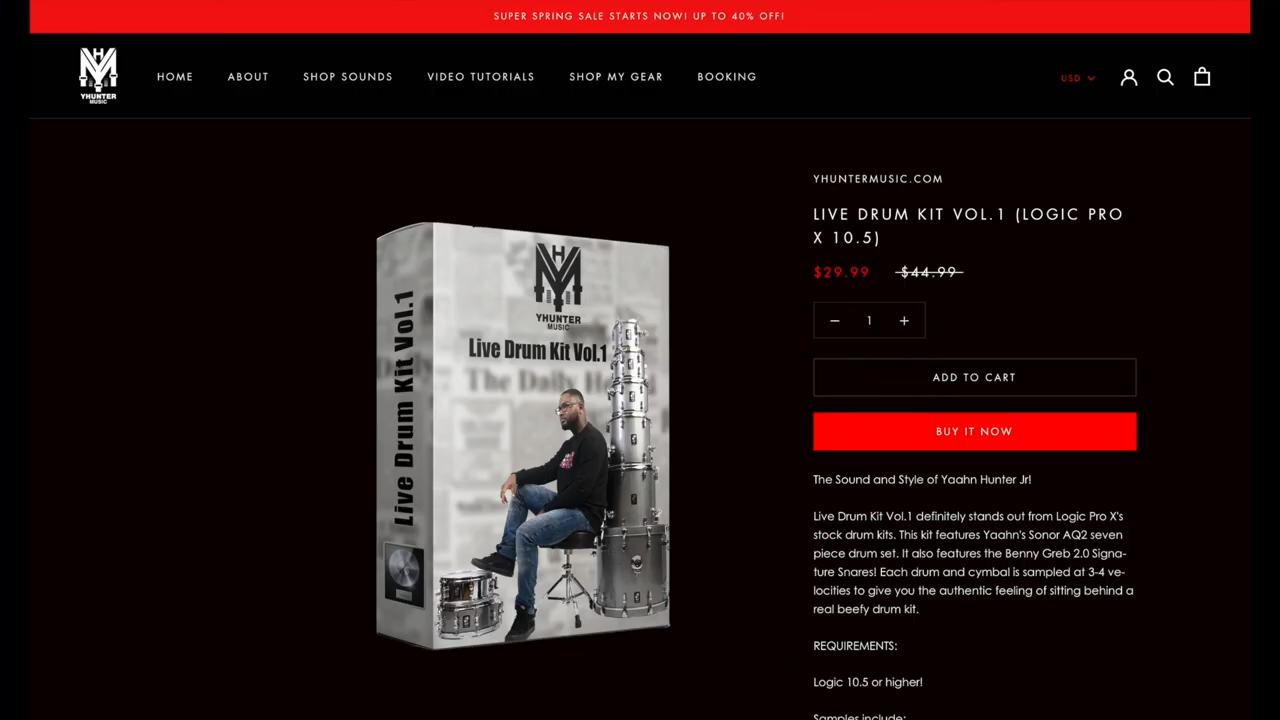 SUPER SPRING SALE STARTS NOW! UP TO 40% OFF!
YHUNTER
MUSIC
HOME
ABOUT
SHOP SOUNDS
VIDEO TUTORIALS
SHOP MY GEAR
BOOKING
USD
YHUNTER
MUSIC
Live Drum Kit Vol.1
Live Drum Kit Vol.1
The Daily
YHUNTERMUSIC.COM
LIVE DRUM KIT VOL.1 (LOGIC PRO
X 10.5)
$29.99 $44.99
− 1 +
ADD TO CART
BUY IT NOW
The Sound and Style of Yaahn Hunter Jr!
Live Drum Kit Vol.1 definitely stands out from Logic Pro X's
stock drum kits. This kit features Yaahn's Sonor AQ2 seven
piece drum set. It also features the Benny Greb 2.0 Signa-
ture Snares! Each drum and cymbal is sampled at 3-4 ve-
locities to give you the authentic feeling of sitting behind a
real beefy drum kit.
REQUIREMENTS:
Logic 10.5 or higher!
Samples include: